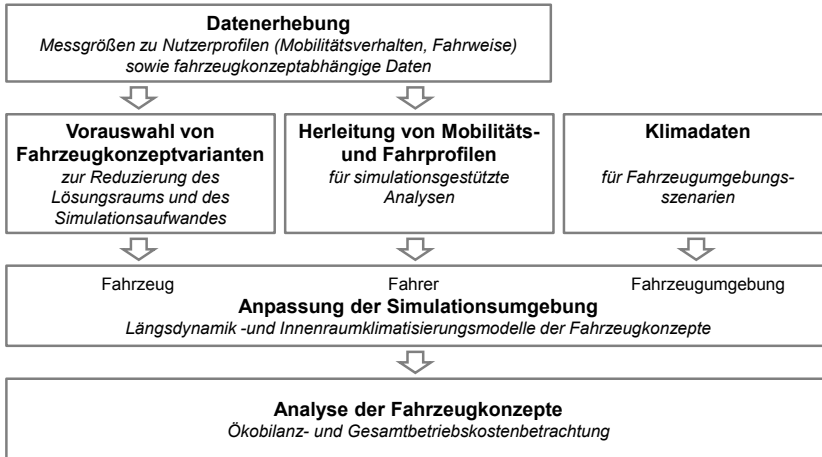 Datenerhebung
Messgrößen zu Nutzerprofilen (Mobilitätsverhalten, Fahrweise)
sowie fahrzeugkonzeptabhängige Daten
Vorauswahl von
Fahrzeugkonzeptvarianten
zur Reduzierung des
Lösungsraums und des
Simulationsaufwandes
Herleitung von Mobilitäts-
und Fahrprofilen
für simulationsgestützte
Analysen
Klimadaten
für Fahrzeugumgebungs-
szenarien
Fahrzeug Fahrer Fahrzeugumgebung
Anpassung der Simulationsumgebung
Längsdynamik -und Innenraumklimatisierungsmodelle der Fahrzeugkonzepte
Analyse der Fahrzeugkonzepte
Ökobilanz- und Gesamtbetriebskostenbetrachtung